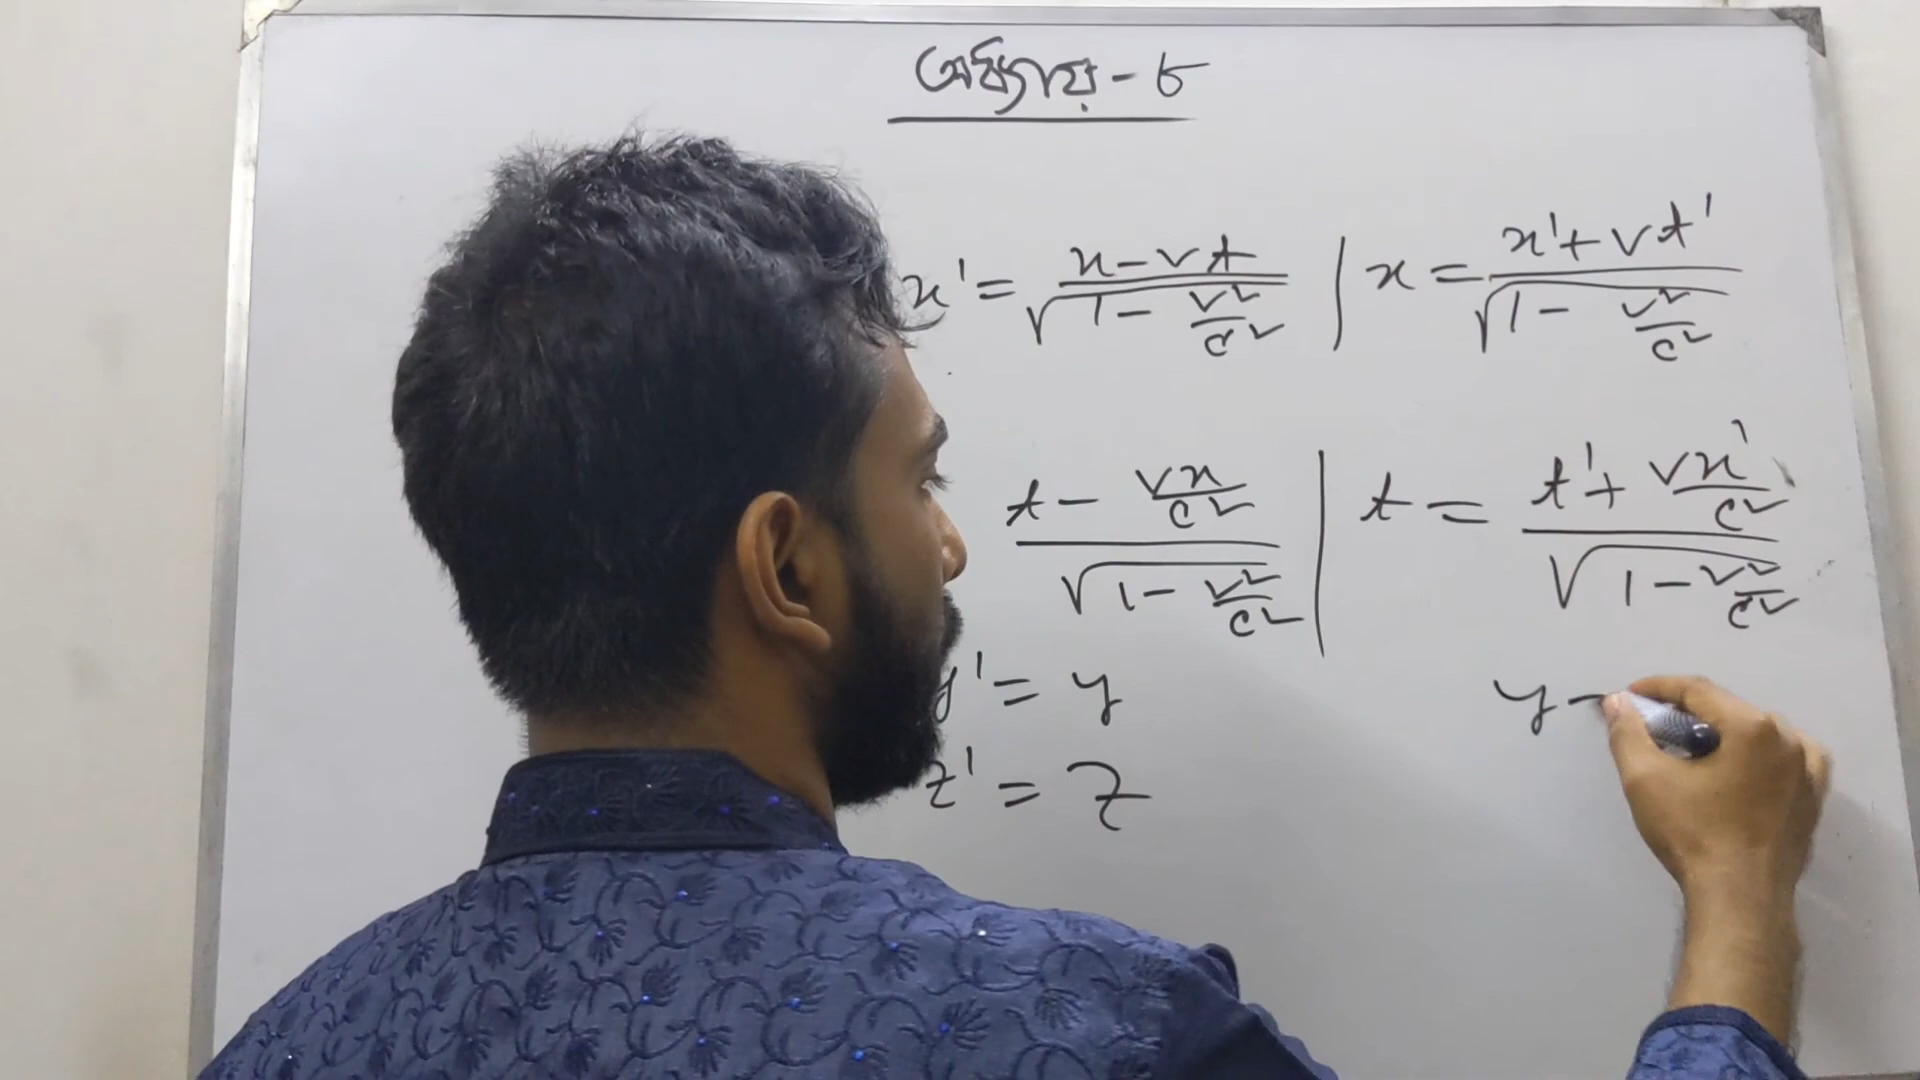 অধ্যায় - ৮
x' = x - vt / √(1 - v²/c²) | x = x' + vt' / √(1 - v²/c²)
t - vx/c² / √(1 - v²/c²) | t = t' + vx'/c² / √(1 - v²/c²)
y' = y y -
z' = z